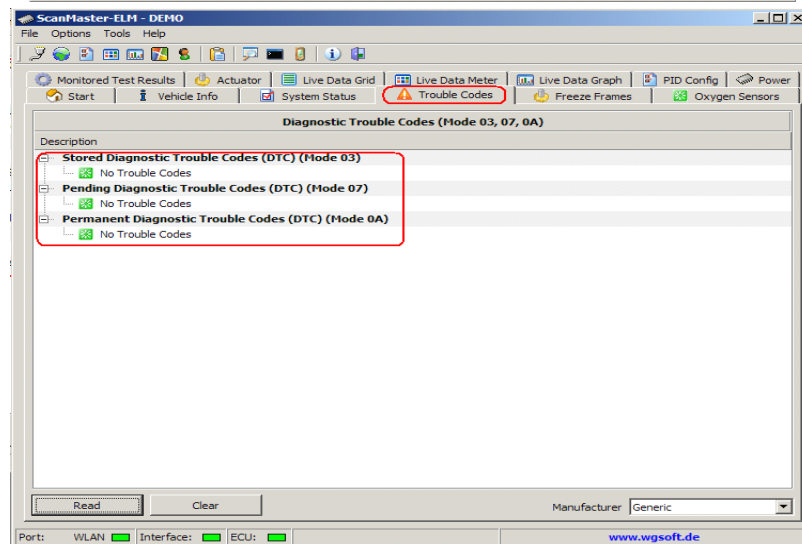 ScanMaster-ELM - DEMO
File Options Tools Help
Monitored Test Results Actuator Live Data Grid Live Data Meter Live Data Graph PID Config Power
Start Vehicle Info System Status Trouble Codes Freeze Frames Oxygen Sensors
Diagnostic Trouble Codes (Mode 03, 07, 0A)
Description
Stored Diagnostic Trouble Codes (DTC) (Mode 03)
No Trouble Codes
Pending Diagnostic Trouble Codes (DTC) (Mode 07)
No Trouble Codes
Permanent Diagnostic Trouble Codes (DTC) (Mode 0A)
No Trouble Codes
Read Clear Manufacturer Generic
Port: WLAN Interface: ECU: www.wgsoft.de